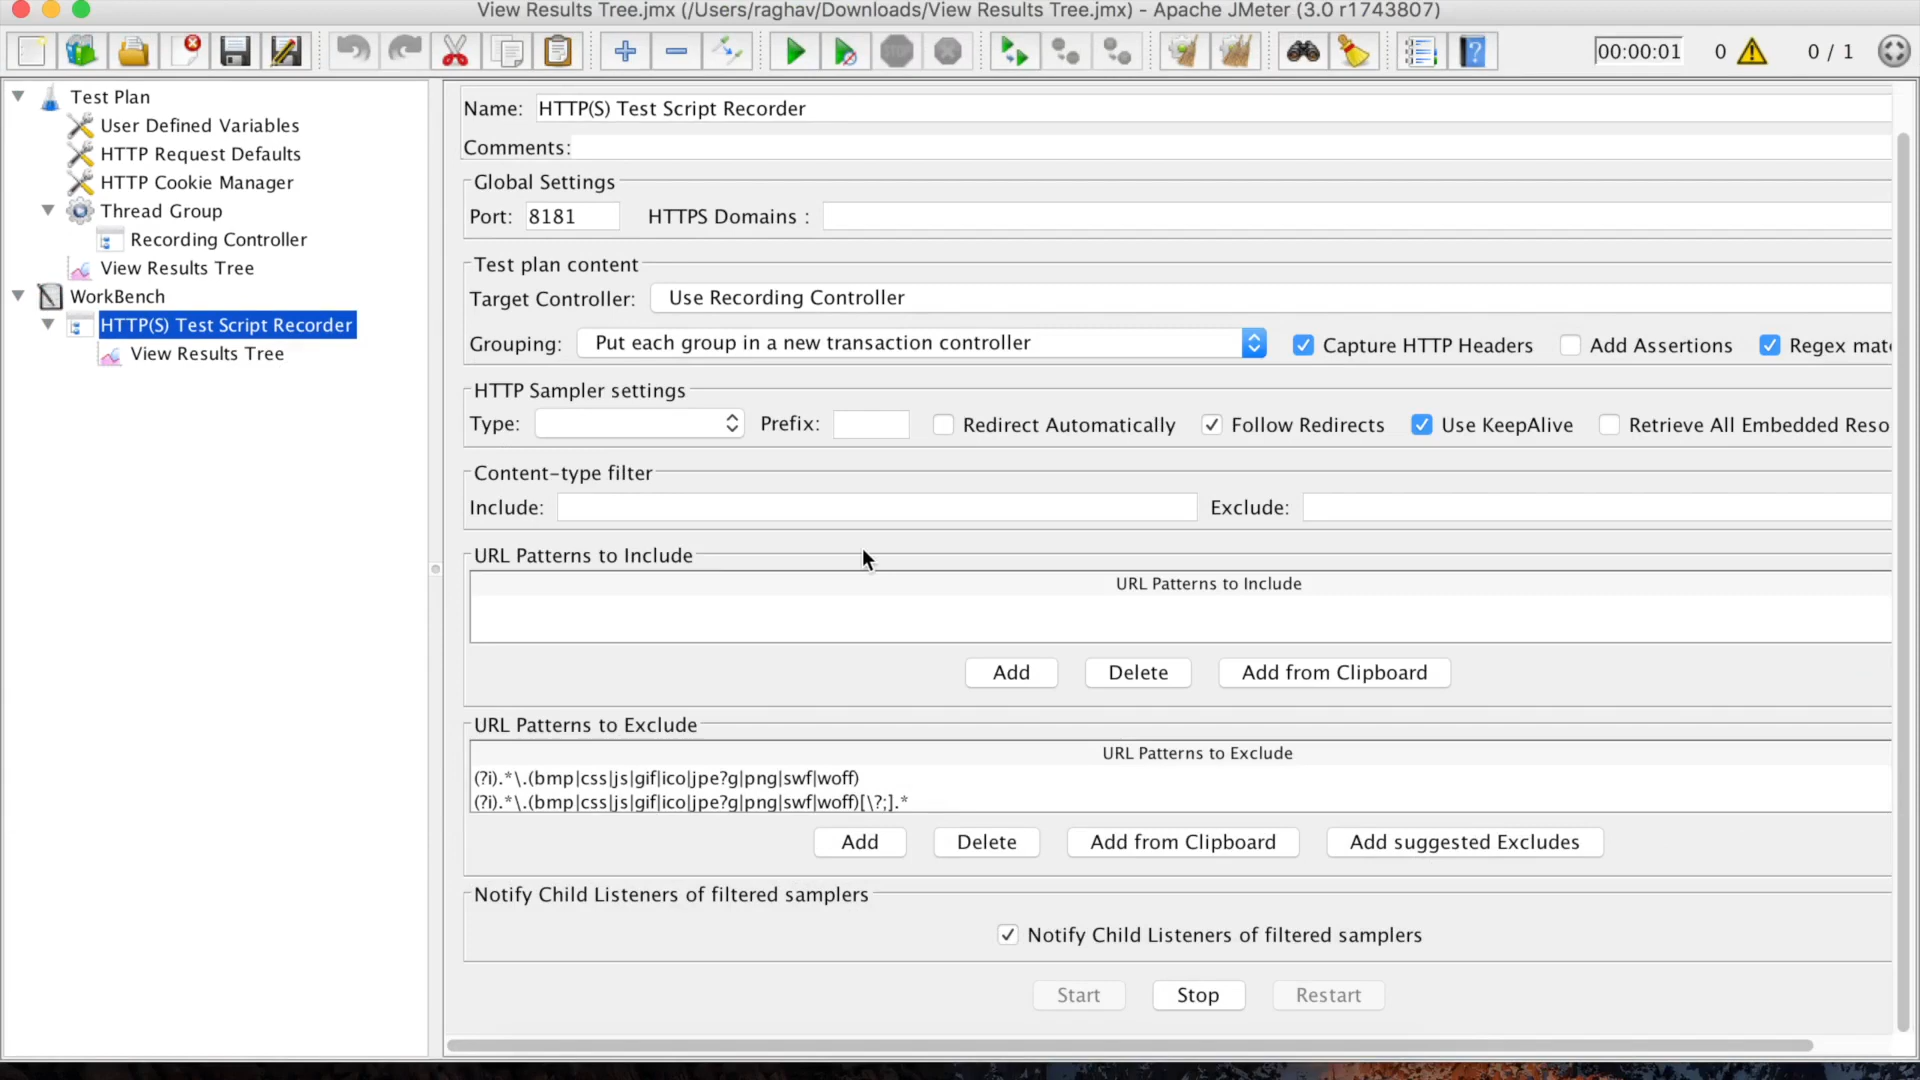 View Results Tree.jmx (/Users/raghav/Downloads/View Results Tree.jmx) - Apache JMeter (3.0 r1743807)
STOP
00:00:01
0
0 / 1
Test Plan
User Defined Variables
HTTP Request Defaults
HTTP Cookie Manager
Thread Group
Recording Controller
View Results Tree
WorkBench
HTTP(S) Test Script Recorder
View Results Tree
Name: HTTP(S) Test Script Recorder
Comments:
Global Settings
Port: 8181 HTTPS Domains :
Test plan content
Target Controller: Use Recording Controller
Grouping: Put each group in a new transaction controller Capture HTTP Headers Add Assertions Regex mat
HTTP Sampler settings
Type: Prefix: Redirect Automatically Follow Redirects Use KeepAlive Retrieve All Embedded Reso
Content-type filter
Include: Exclude:
URL Patterns to Include
URL Patterns to Include
Add Delete Add from Clipboard
URL Patterns to Exclude
URL Patterns to Exclude
(?i).*\.(bmp|css|js|gif|ico|jpe?g|png|swf|woff)
(?i).*\.(bmp|css|js|gif|ico|jpe?g|png|swf|woff)[\?;].*
Add Delete Add from Clipboard Add suggested Excludes
Notify Child Listeners of filtered samplers
Notify Child Listeners of filtered samplers
Start Stop Restart